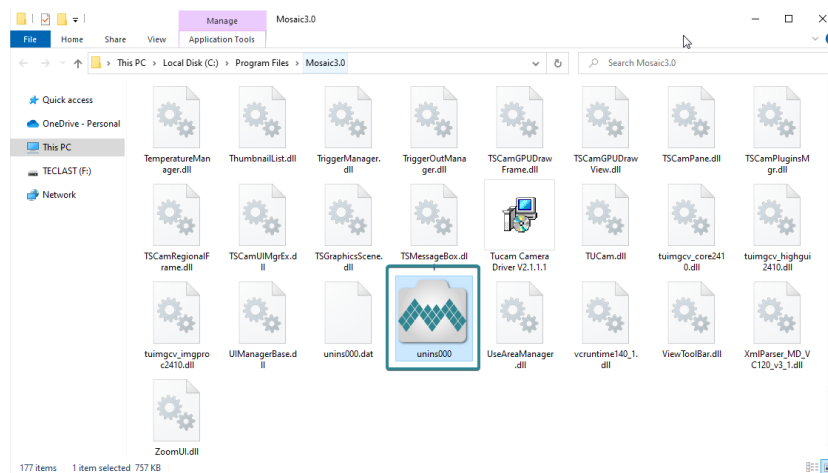 Manage
Mosaic3.0
File
Home
Share
View
Application Tools
This PC
Local Disk (C:)
Program Files
Mosaic3.0
Search Mosaic3.0
Quick access
OneDrive - Personal
This PC
TECLAST (F:)
Network
TemperatureMan
ager.dll
ThumbnailList.dll
TriggerManager.
dll
TriggerOutMana
ger.dll
TSCamGPUDraw
Frame.dll
TSCamGPUDraw
View.dll
TSCamPane.dll
TSCamPluginsM
gr.dll
TSCamRegionalF
rame.dll
TSCamUIMgrEx.d
ll
TSGraphicsScene.
dll
TSMessageBox.dl
l
Tucam Camera
Driver V2.1.1.1
TUCam.dll
tuimgcv_core241
0.dll
tuimgcv_highgui
2410.dll
tuimgcv_imgpro
c2410.dll
UIManagerBase.d
ll
unins000.dat
unins000
UseAreaManager
.dll
vcruntime140_1.
dll
ViewToolBar.dll
XmlParser_MD_V
C120_v3_1.dll
ZoomUI.dll
177 items
1 item selected 757 KB